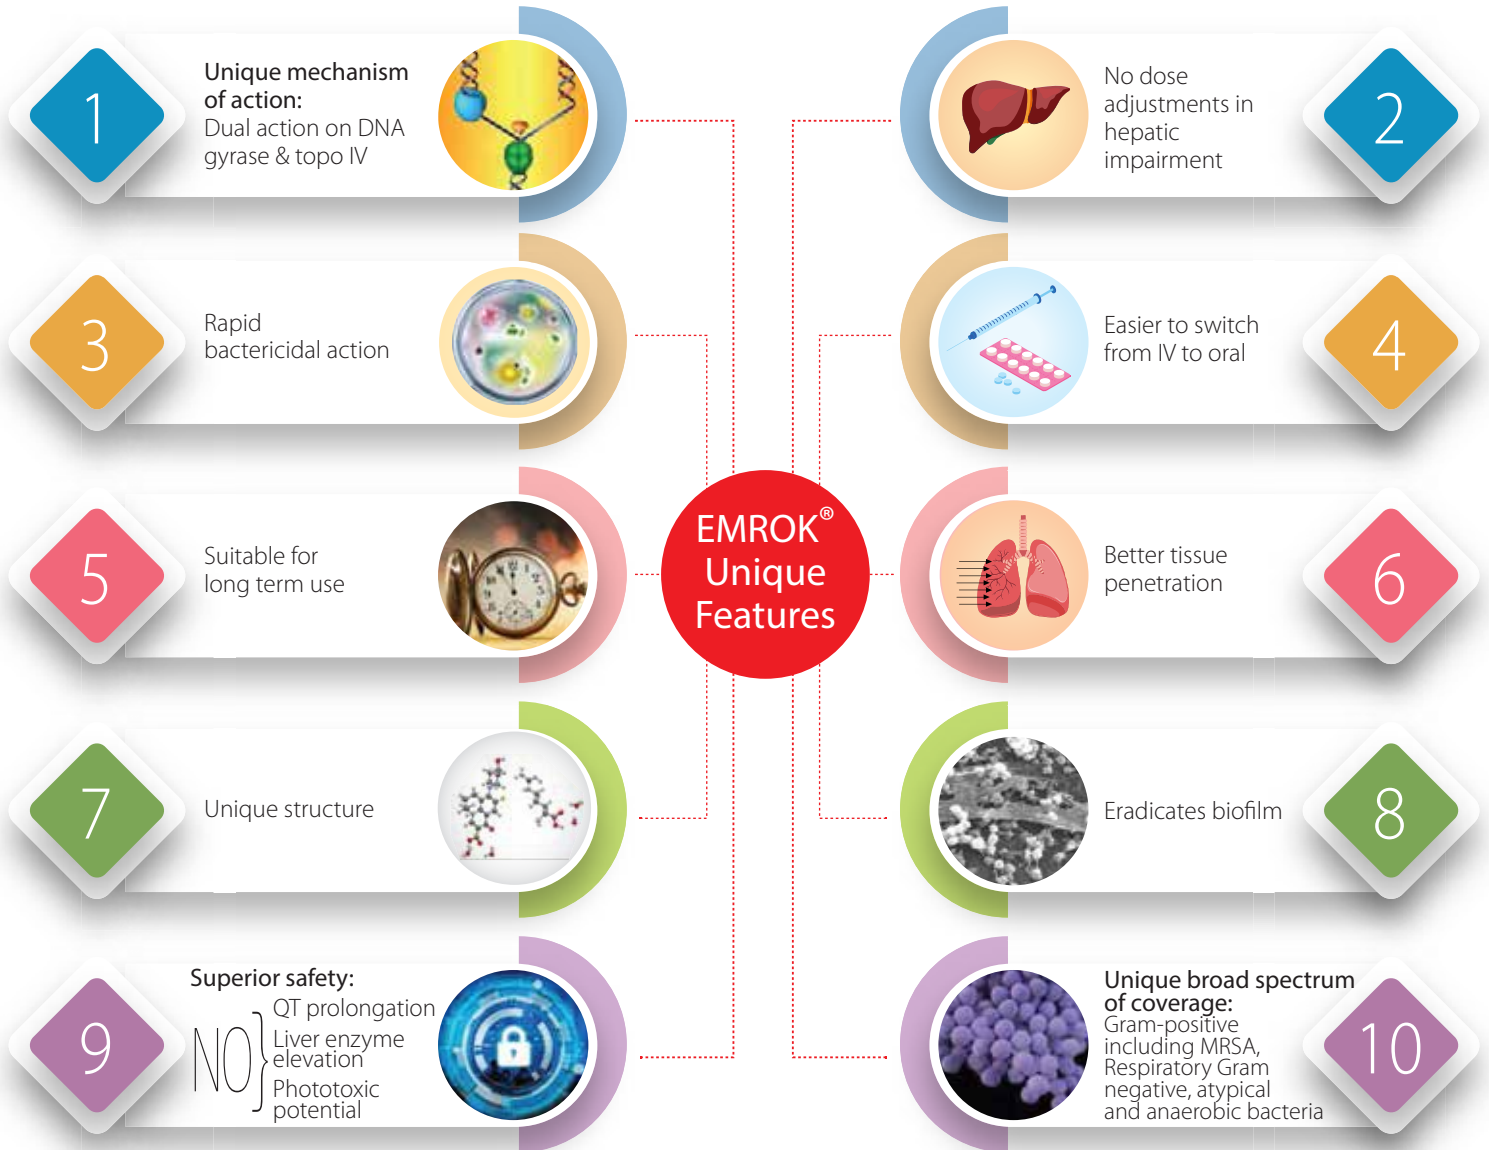 1
Unique mechanism
of action:
Dual action on DNA
gyrase & topo IV
No dose
adjustments in
hepatic
impairment
2
3
Rapid
bactericidal action
Easier to switch
from IV to oral
4
5
Suitable for
long term use
EMROK®
Unique
Features
Better tissue
penetration
6
7
Unique structure
Eradicates biofilm
8
9
Superior safety:
NO
QT prolongation
Liver enzyme
elevation
Phototoxic
potential
Unique broad spectrum
of coverage:
Gram-positive
including MRSA,
Respiratory Gram
negative, atypical
and anaerobic bacteria
10